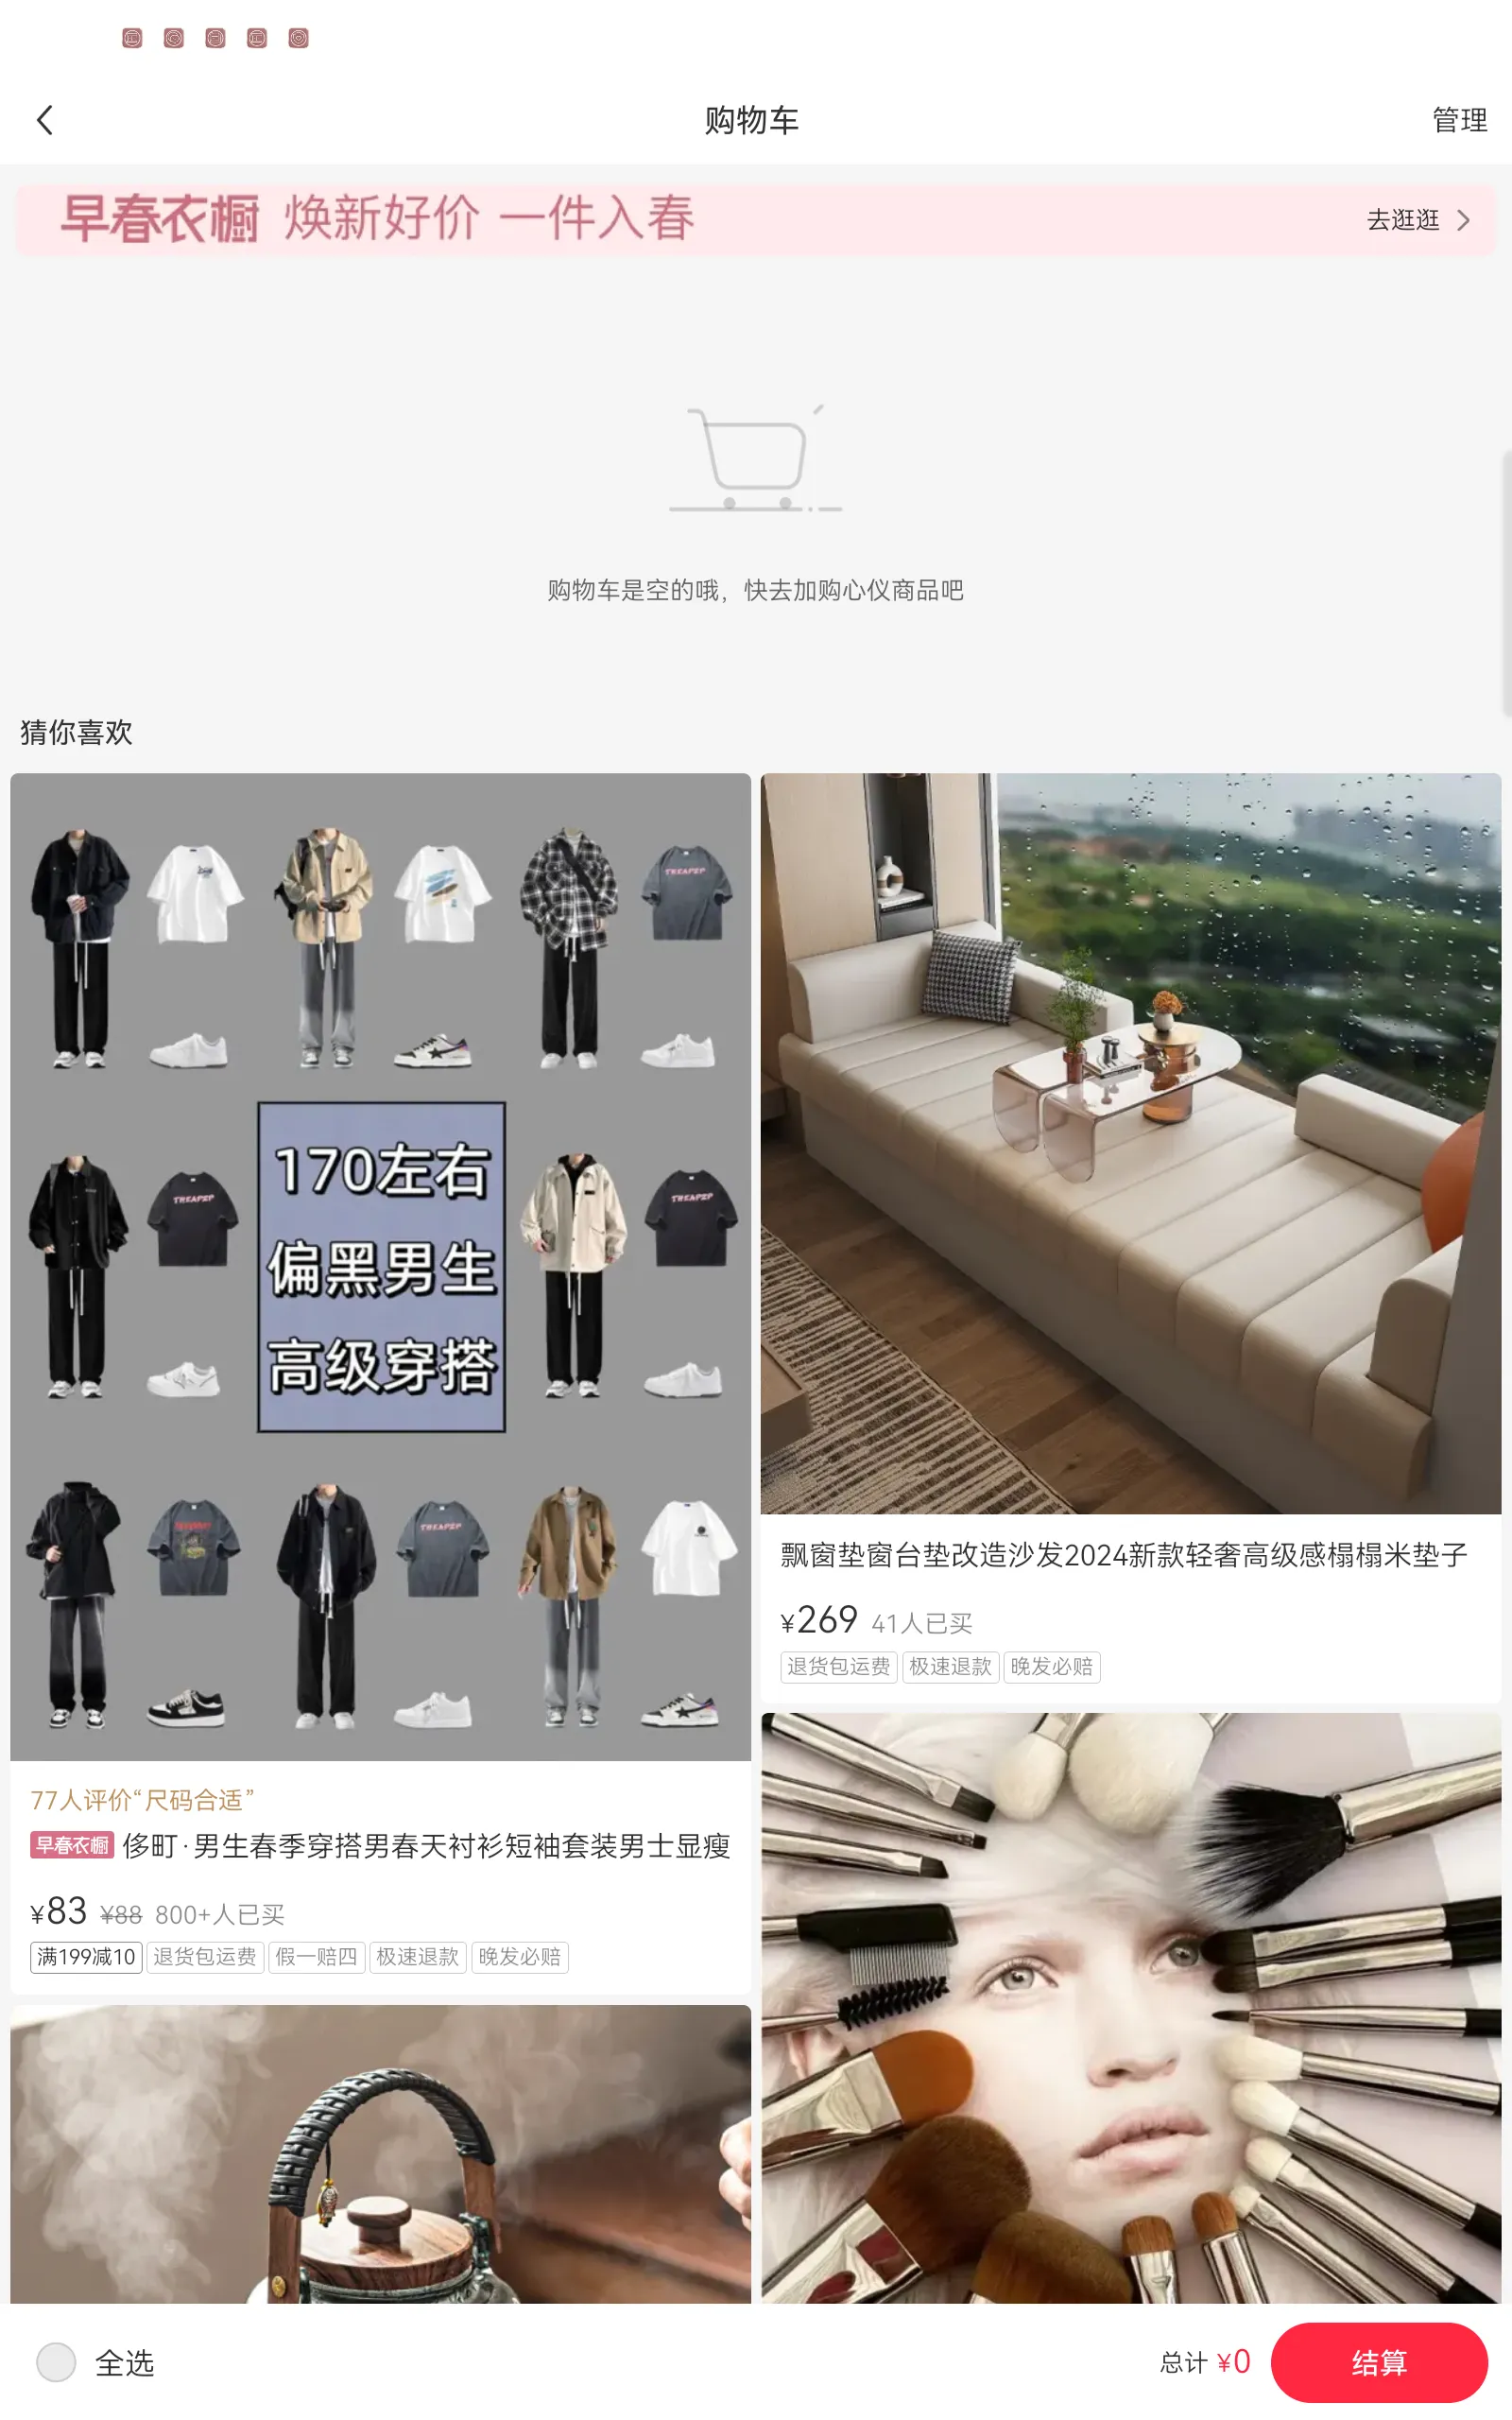 购物车
管理
早春衣橱 焕新好价 一件入春
去逛逛
购物车是空的哦，快去加购心仪商品吧
猜你喜欢
170左右
偏黑男生
高级穿搭
77人评价“尺码合适”
早春衣橱 侈町·男生春季穿搭男春天衬衫短袖套装男士显瘦
¥83 ¥88 800+人已买
满199减10 退货包运费 假一赔四 极速退款 晚发必赔
飘窗垫窗台垫改造沙发2024新款轻奢高级感榻榻米垫子
¥269 41人已买
退货包运费 极速退款 晚发必赔
全选
总计 ¥0
结算